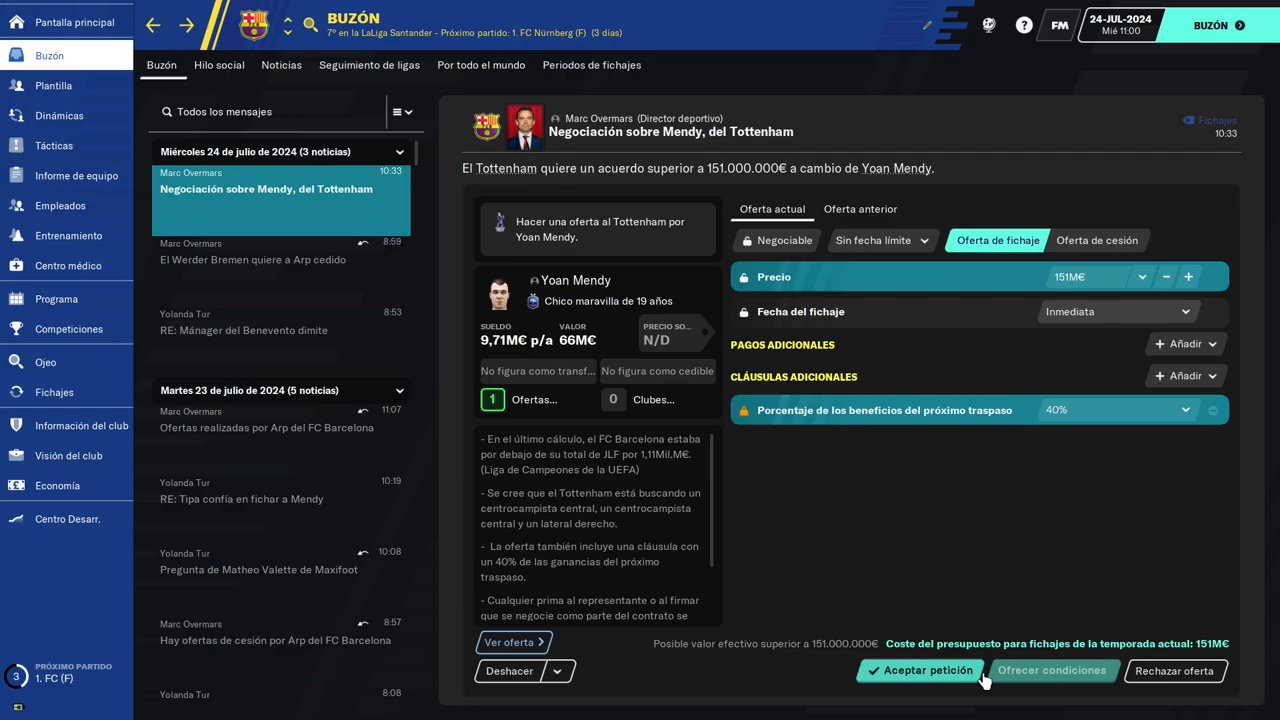 Pantalla principal
Buzón
Plantilla
Dinámicas
Tácticas
Informe de equipo
Empleados
Entrenamiento
Centro médico
Programa
Competiciones
Ojeo
Fichajes
Información del club
Visión del club
Economía
Centro Desarr.
3
PRÓXIMO PARTIDO
1. FC (F)
BUZÓN
7º en la LaLiga Santander - Próximo partido: 1. FC Nürnberg (F) (3 días)
?
FM
24-JUL-2024
Mié 11:00
BUZÓN
Buzón
Hilo social
Noticias
Seguimiento de ligas
Por todo el mundo
Periodos de fichajes
Todos los mensajes
Miércoles 24 de julio de 2024 (3 noticias)
Marc Overmars 10:33
Negociación sobre Mendy, del Tottenham
Marc Overmars 8:59
El Werder Bremen quiere a Arp cedido
Yolanda Tur 8:53
RE: Mánager del Benevento dimite
Martes 23 de julio de 2024 (5 noticias)
Marc Overmars 11:07
Ofertas realizadas por Arp del FC Barcelona
Yolanda Tur 10:19
RE: Tipa confía en fichar a Mendy
Yolanda Tur 10:08
Pregunta de Matheo Valette de Maxifoot
Marc Overmars 8:57
Hay ofertas de cesión por Arp del FC Barcelona
Yolanda Tur 8:08
Marc Overmars (Director deportivo)
Negociación sobre Mendy, del Tottenham
Fichajes
10:33
El Tottenham quiere un acuerdo superior a 151.000.000€ a cambio de Yoan Mendy.
Hacer una oferta al Tottenham por
Yoan Mendy.
Yoan Mendy
Chico maravilla de 19 años
SUELDO
9,71M€ p/a
VALOR
66M€
PRECIO SO...
N/D
No figura como transf...
No figura como cedible
1 Ofertas...
0 Clubes...
- En el último cálculo, el FC Barcelona estaba
por debajo de su total de JLF por 1,11Mil.M€.
(Liga de Campeones de la UEFA)
- Se cree que el Tottenham está buscando un
centrocampista central, un centrocampista
central y un lateral derecho.
- La oferta también incluye una cláusula con
un 40% de las ganancias del próximo
traspaso.
- Cualquier prima al representante o al firmar
que se negocie como parte del contrato se
Ver oferta
Deshacer
Oferta actual
Oferta anterior
Negociable
Sin fecha límite
Oferta de fichaje
Oferta de cesión
Precio 151M€ - +
Fecha del fichaje Inmediata
PAGOS ADICIONALES + Añadir
CLÁUSULAS ADICIONALES + Añadir
Porcentaje de los beneficios del próximo traspaso 40%
Posible valor efectivo superior a 151.000.000€ Coste del presupuesto para fichajes de la temporada actual: 151M€
Aceptar petición
Ofrecer condiciones
Rechazar oferta